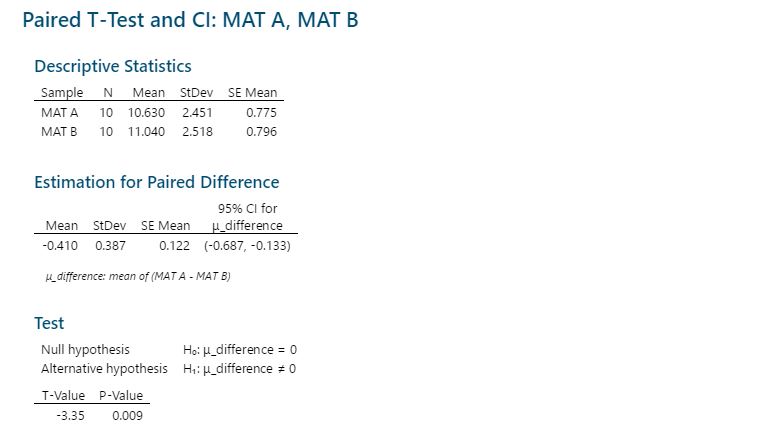 Paired T-Test and CI: MAT A, MAT B
Descriptive Statistics
Sample N Mean StDev SE Mean
MAT A 10 10.630 2.451 0.775
MAT B 10 11.040 2.518 0.796
Estimation for Paired Difference
95% CI for
Mean StDev SE Mean μ_difference
-0.410 0.387 0.122 (-0.687, -0.133)
µ_difference: mean of (MAT A - MAT B)
Test
Null hypothesis H₀: μ_difference = 0
Alternative hypothesis H₁: μ_difference ≠ 0
T-Value P-Value
-3.35 0.009